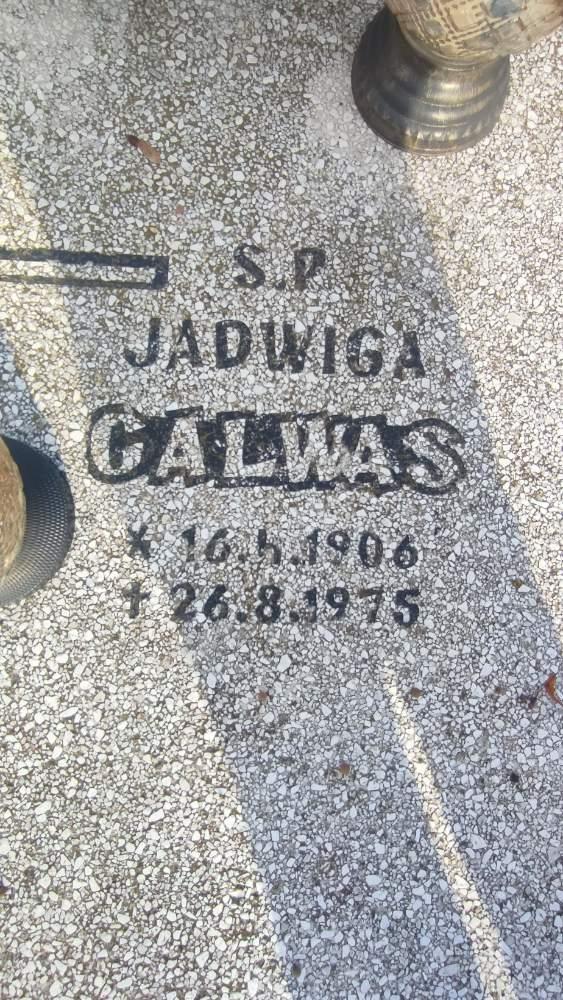 S.P
JADWIGA
GALWAS
* 16.4.1906
+ 26.8.1975